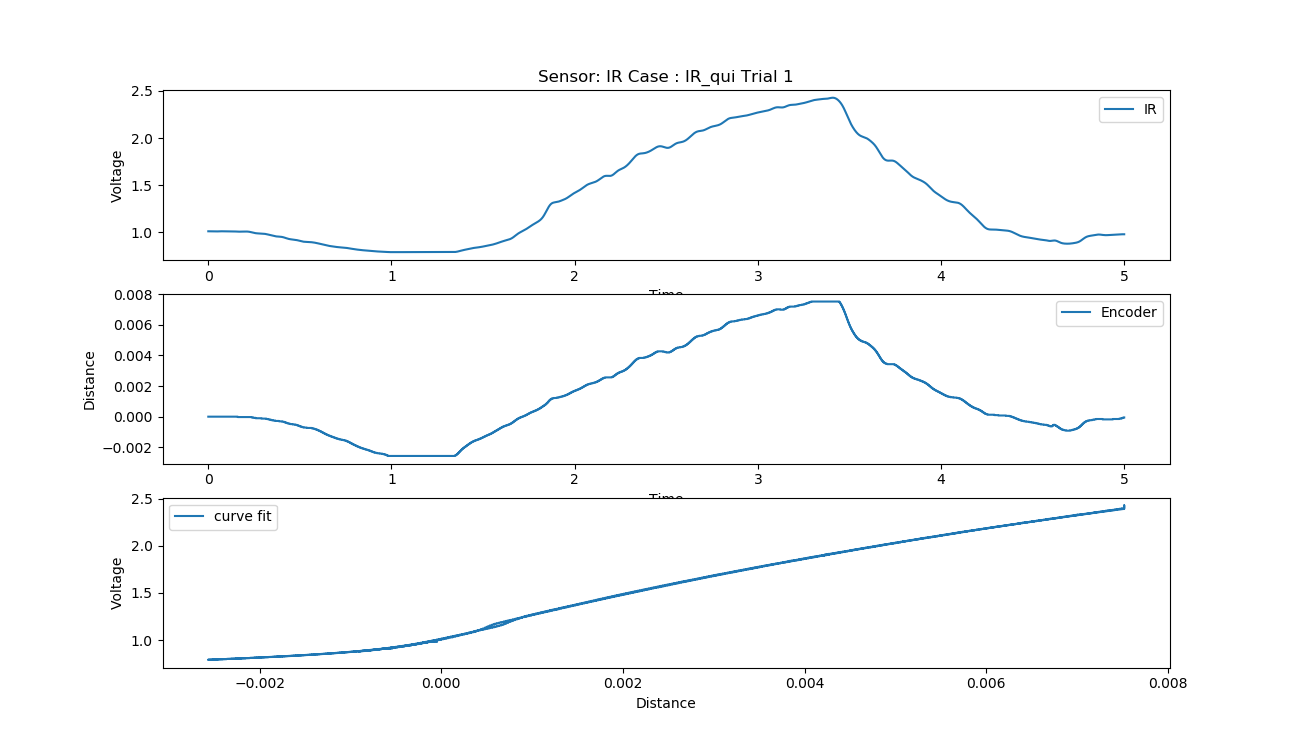 Sensor: IR Case : IR_qui Trial 1
2.5
2.0
1.5
1.0
Voltage
IR
0 1 2 3 4 5
Time
0.008
0.006
0.004
0.002
0.000
−0.002
Distance
Encoder
0 1 2 3 4 5
Time
2.5
2.0
1.5
1.0
Voltage
curve fit
−0.002 0.000 0.002 0.004 0.006 0.008
Distance